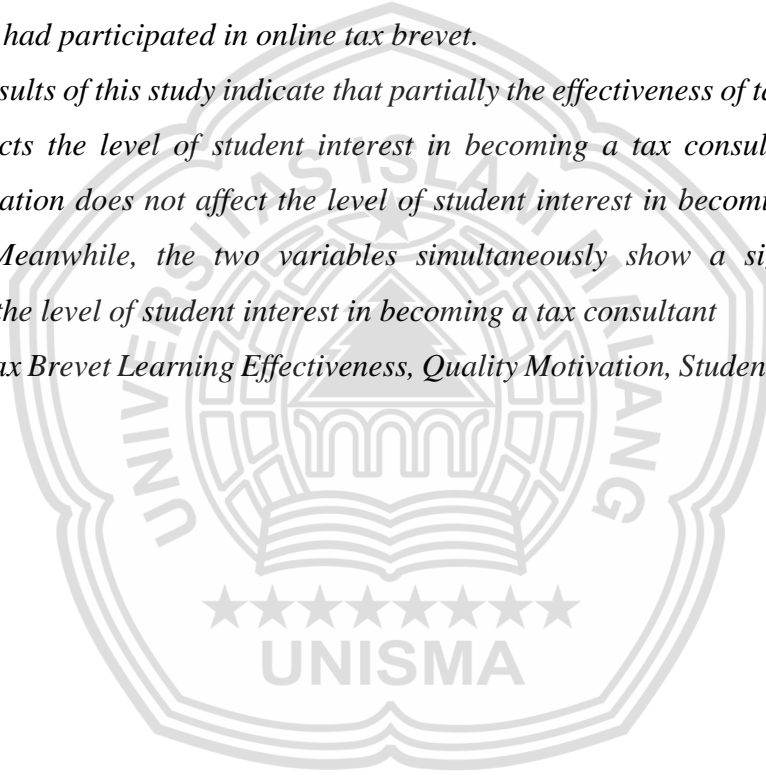 had participated in online tax brevet.
sults of this study indicate that partially the effectiveness of ta
cts the level of student interest in becoming a tax consul
ation does not affect the level of student interest in becomi
Meanwhile, the two variables simultaneously show a si
the level of student interest in becoming a tax consultant
ax Brevet Learning Effectiveness, Quality Motivation, Studen
UNIVERSITAS ISLAM MALANG
UNISMA